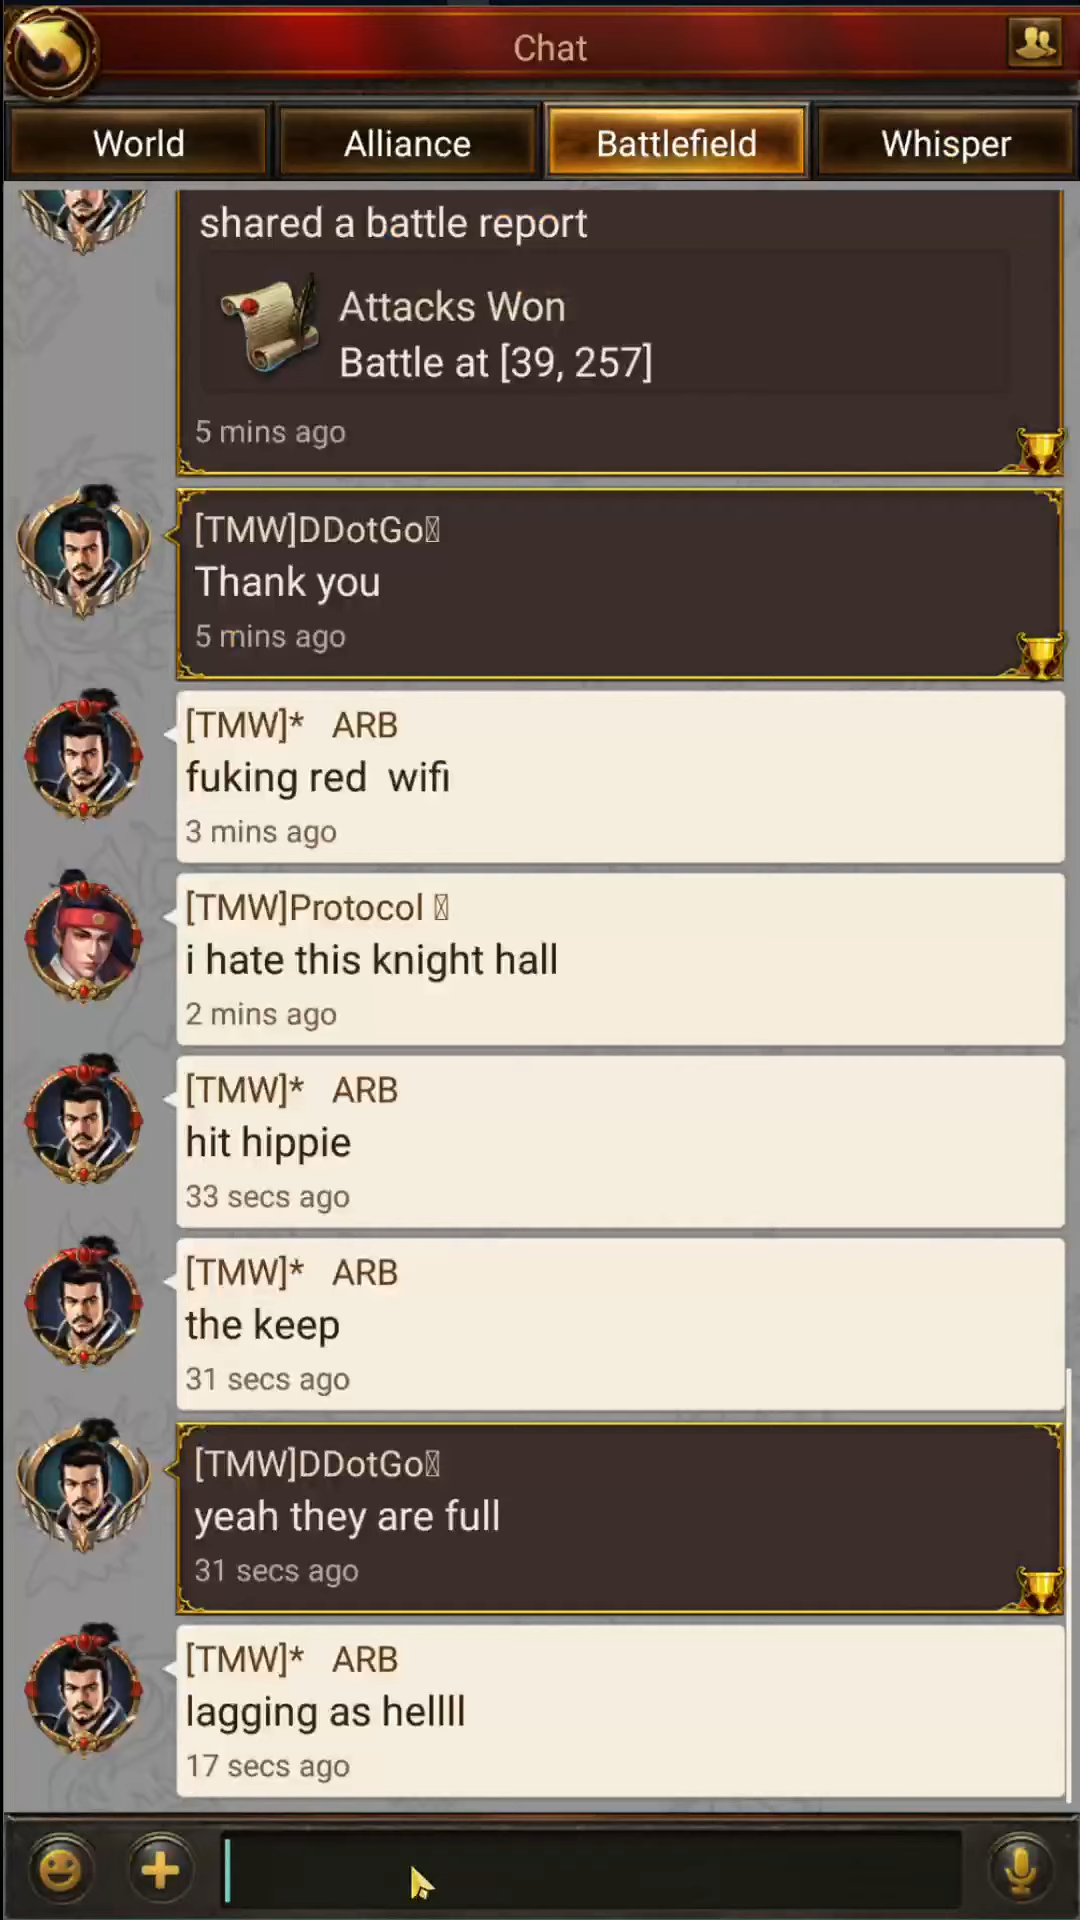 Chat
World Alliance Battlefield Whisper
shared a battle report
Attacks Won
Battle at [39, 257]
5 mins ago
[TMW]DDotGo
Thank you
5 mins ago
[TMW]* ARB
fuking red wifi
3 mins ago
[TMW]Protocol
i hate this knight hall
2 mins ago
[TMW]* ARB
hit hippie
33 secs ago
[TMW]* ARB
the keep
31 secs ago
[TMW]DDotGo
yeah they are full
31 secs ago
[TMW]* ARB
lagging as hellll
17 secs ago